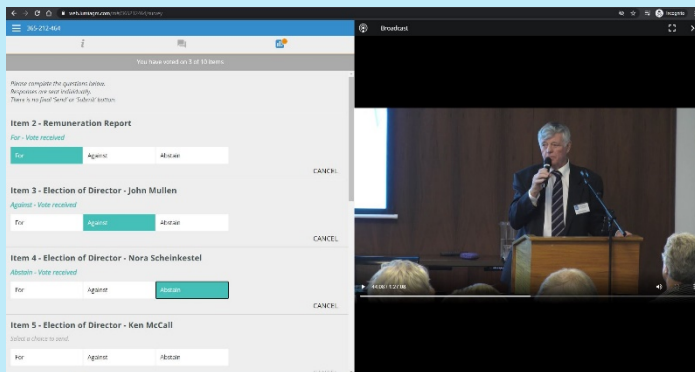 365-212-464
Broadcast
You have voted on 3 of 10 items
Please complete the questions below.
Responses are sent individually.
There is no final 'Send' or 'Submit' button.
Item 2 - Remuneration Report
For - Vote received
For Against Abstain
CANCEL
Item 3 - Election of Director - John Mullen
Against - Vote received
For Against Abstain
CANCEL
Item 4 - Election of Director - Nora Scheinkestel
Abstain - Vote received
For Against Abstain
CANCEL
Item 5 - Election of Director - Ken McCall
Select a choice to send.
For Against Abstain